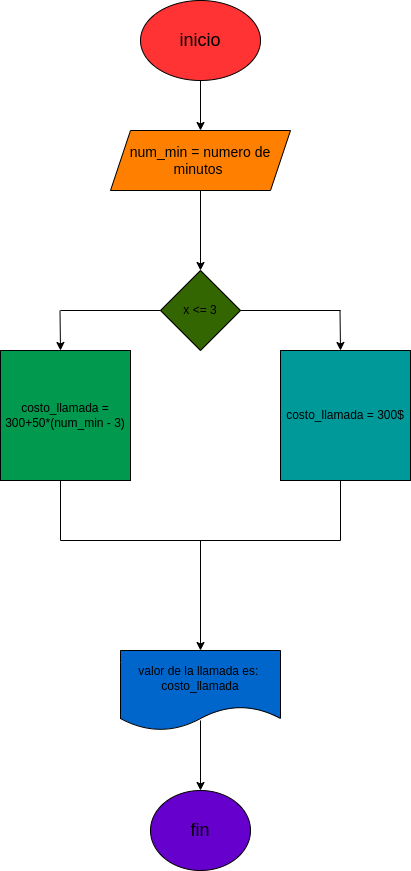 inicio
num_min = numero de
minutos
x <= 3
costo_llamada =
300+50*(num_min - 3)
costo_llamada = 300$
valor de la llamada es:
costo_llamada
fin